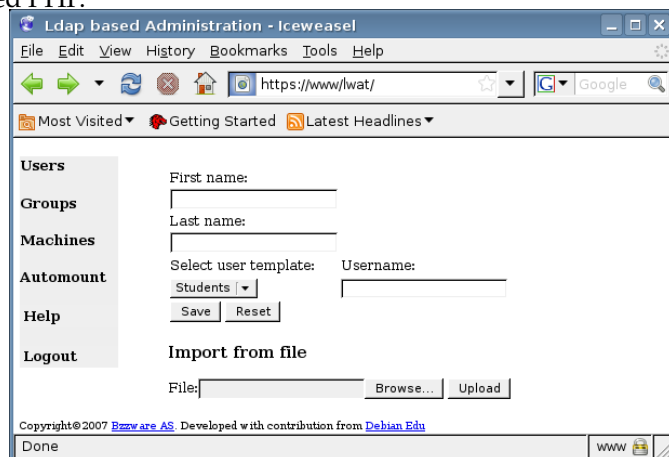 Ldap based Administration - Iceweasel
File Edit View History Bookmarks Tools Help
https://www/lwat/ G Google
Most Visited Getting Started Latest Headlines
Users
Groups
Machines
Automount
Help
Logout
First name:
Last name:
Select user template: Username:
Students
Save Reset
Import from file
File: Browse... Upload
Copyright©2007 Bzzware AS. Developed with contribution from Debian Edu
Done www